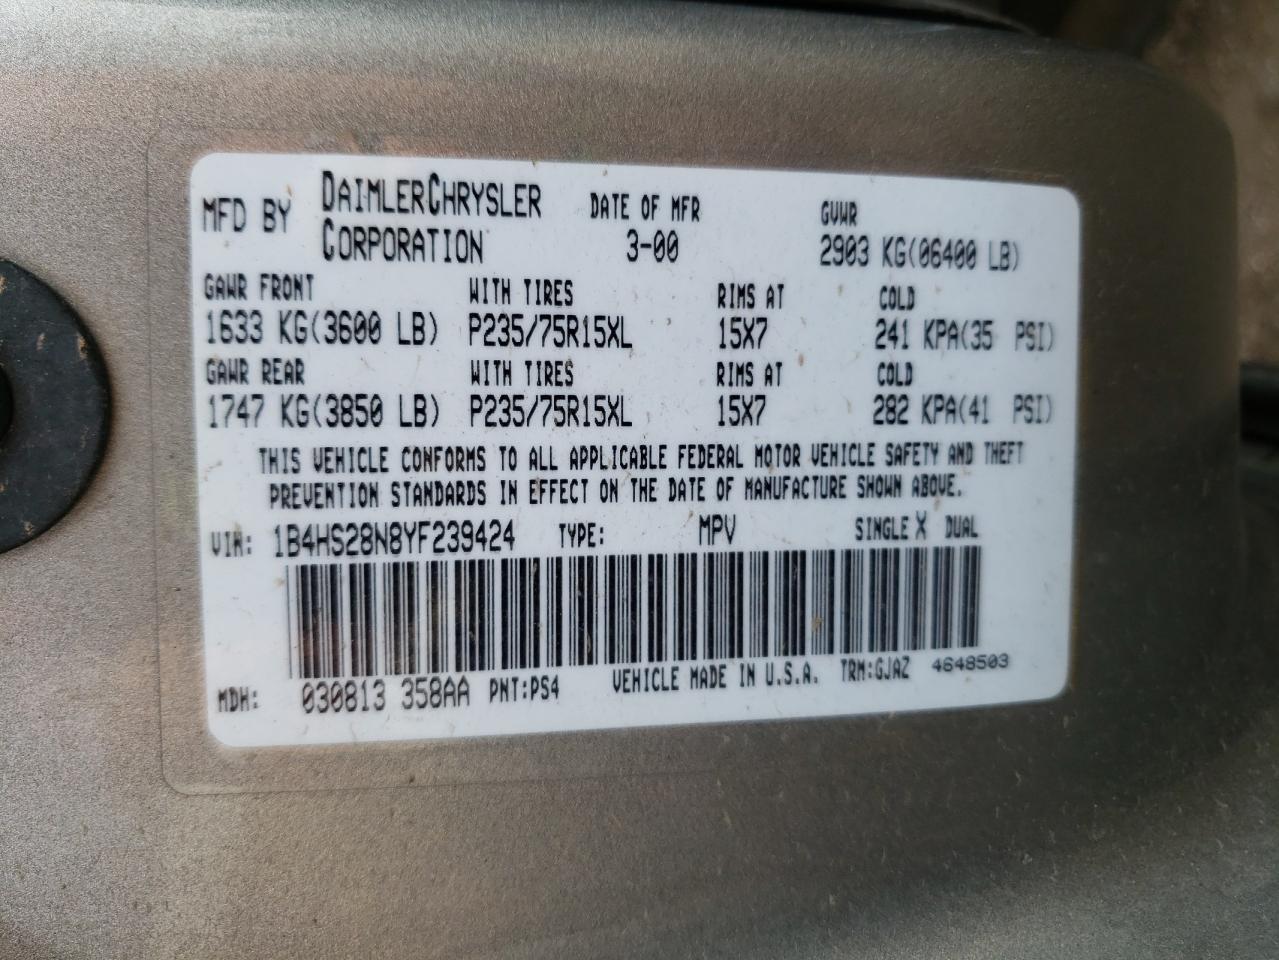 MFD BY DAIMLERCHRYSLER CORPORATION DATE OF MFR 3-00 GVWR 2903 KG(06400 LB)
GAWR FRONT WITH TIRES RIMS AT COLD
1633 KG(3600 LB) P235/75R15XL 15X7 241 KPA(35 PSI)
GAWR REAR WITH TIRES RIMS AT COLD
1747 KG(3850 LB) P235/75R15XL 15X7 282 KPA(41 PSI)
THIS VEHICLE CONFORMS TO ALL APPLICABLE FEDERAL MOTOR VEHICLE SAFETY AND THEFT
PREVENTION STANDARDS IN EFFECT ON THE DATE OF MANUFACTURE SHOWN ABOVE.
VIN: 1B4HS28N8YF239424 TYPE: MPV SINGLE X DUAL
MDH: 030813 358AA PNT:PS4 VEHICLE MADE IN U.S.A. TRM:GJAZ 4648503